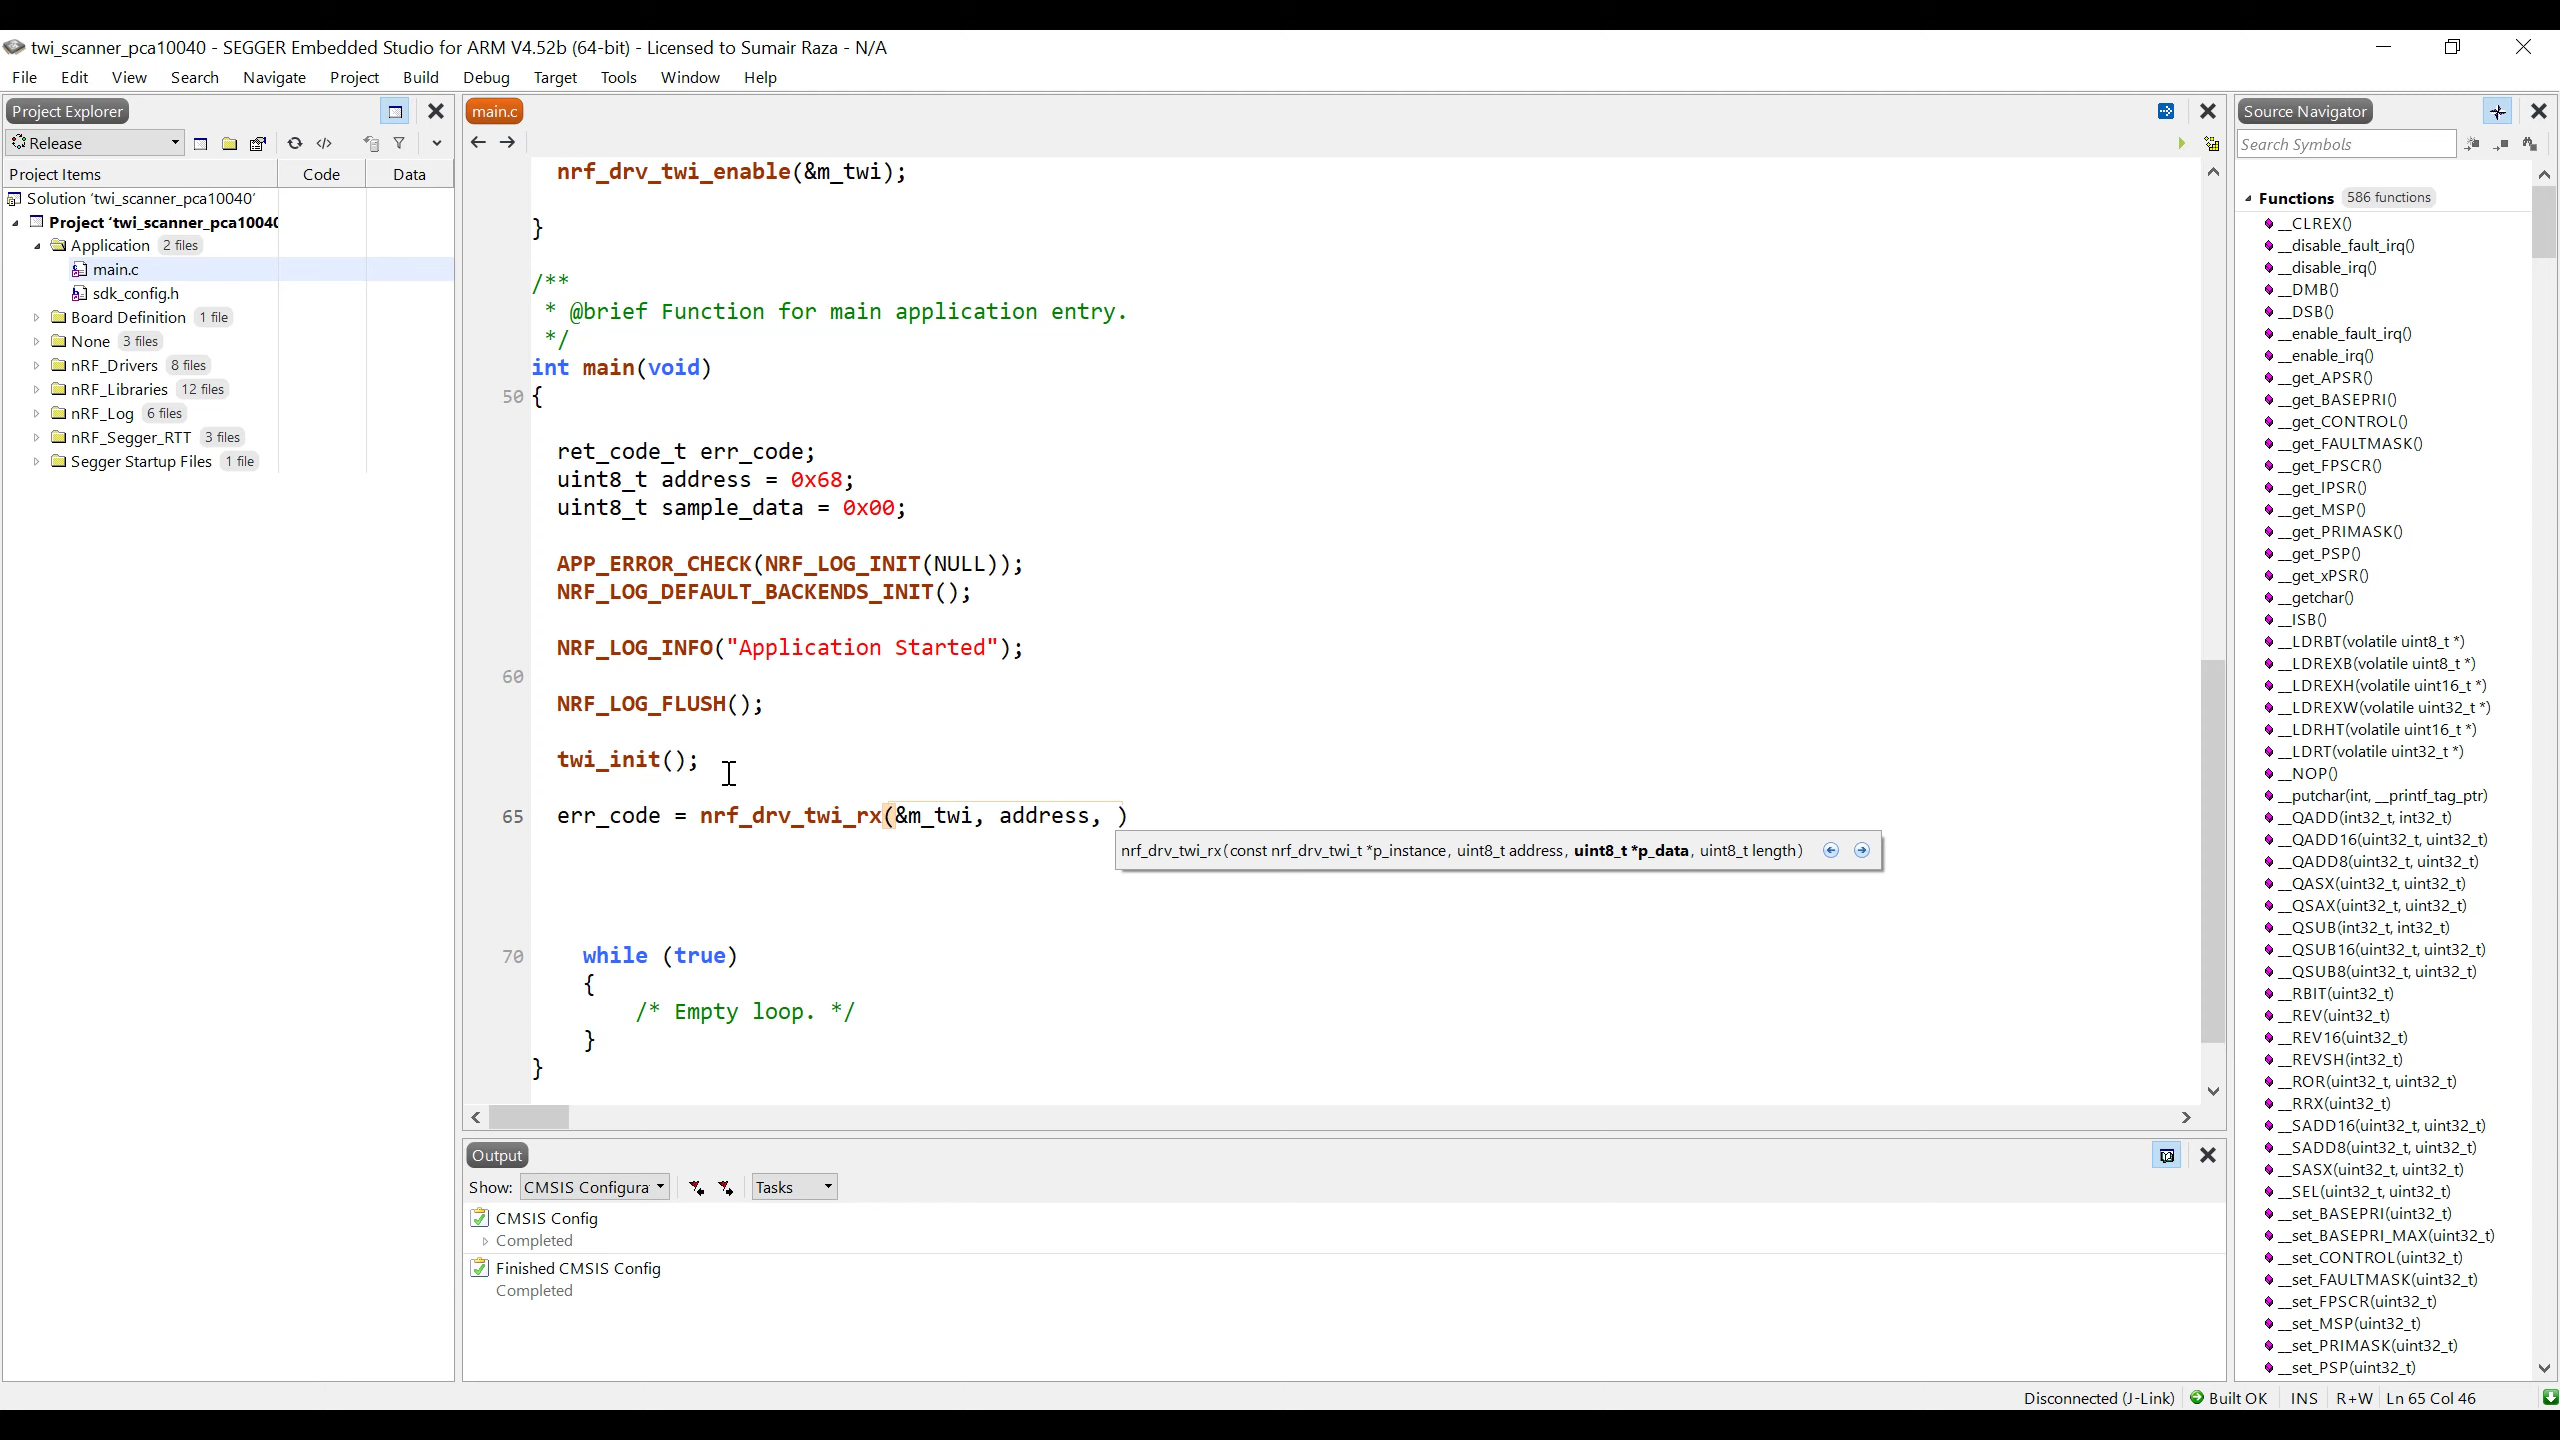 twi_scanner_pca10040 - SEGGER Embedded Studio for ARM V4.52b (64-bit) - Licensed to Sumair Raza - N/A
File Edit View Search Navigate Project Build Debug Target Tools Window Help
Project Explorer
Release
Project Items Code Data
Solution ‘twi_scanner_pca10040’
Project ‘twi_scanner_pca1004
Application 2 files
main.c
sdk_config.h
Board Definition 1 file
None 3 files
nRF_Drivers 8 files
nRF_Libraries 12 files
nRF_Log 6 files
nRF_Segger_RTT 3 files
Segger Startup Files 1 file
main.c
nrf_drv_twi_enable(&m_twi);
}
/**
* @brief Function for main application entry.
*/
int main(void)
50 {
ret_code_t err_code;
uint8_t address = 0x68;
uint8_t sample_data = 0x00;
APP_ERROR_CHECK(NRF_LOG_INIT(NULL));
NRF_LOG_DEFAULT_BACKENDS_INIT();
NRF_LOG_INFO("Application Started");
60
NRF_LOG_FLUSH();
twi_init();
65 err_code = nrf_drv_twi_rx(&m_twi, address, )
nrf_drv_twi_rx(const nrf_drv_twi_t *p_instance, uint8_t address, uint8_t *p_data, uint8_t length)
70 while (true)
{
/* Empty loop. */
}
}
Output
Show: CMSIS Configura Tasks
CMSIS Config
Completed
Finished CMSIS Config
Completed
Source Navigator
Search Symbols
Functions 586 functions
__CLREX()
__disable_fault_irq()
__disable_irq()
__DMB()
__DSB()
__enable_fault_irq()
__enable_irq()
__get_APSR()
__get_BASEPRI()
__get_CONTROL()
__get_FAULTMASK()
__get_FPSCR()
__get_IPSR()
__get_MSP()
__get_PRIMASK()
__get_PSP()
__get_xPSR()
__getchar()
__ISB()
__LDRBT(volatile uint8_t *)
__LDREXB(volatile uint8_t *)
__LDREXH(volatile uint16_t *)
__LDREXW(volatile uint32_t *)
__LDRHT(volatile uint16_t *)
__LDRT(volatile uint32_t *)
__NOP()
__putchar(int, __printf_tag_ptr)
__QADD(int32_t, int32_t)
__QADD16(uint32_t, uint32_t)
__QADD8(uint32_t, uint32_t)
__QASX(uint32_t, uint32_t)
__QSAX(uint32_t, uint32_t)
__QSUB(int32_t, int32_t)
__QSUB16(uint32_t, uint32_t)
__QSUB8(uint32_t, uint32_t)
__RBIT(uint32_t)
__REV(uint32_t)
__REV16(uint32_t)
__REVSH(int32_t)
__ROR(uint32_t, uint32_t)
__RRX(uint32_t)
__SADD16(uint32_t, uint32_t)
__SADD8(uint32_t, uint32_t)
__SASX(uint32_t, uint32_t)
__SEL(uint32_t, uint32_t)
__set_BASEPRI(uint32_t)
__set_BASEPRI_MAX(uint32_t)
__set_CONTROL(uint32_t)
__set_FAULTMASK(uint32_t)
__set_FPSCR(uint32_t)
__set_MSP(uint32_t)
__set_PRIMASK(uint32_t)
__set_PSP(uint32_t)
Disconnected (J-Link) Built OK INS R+W Ln 65 Col 46